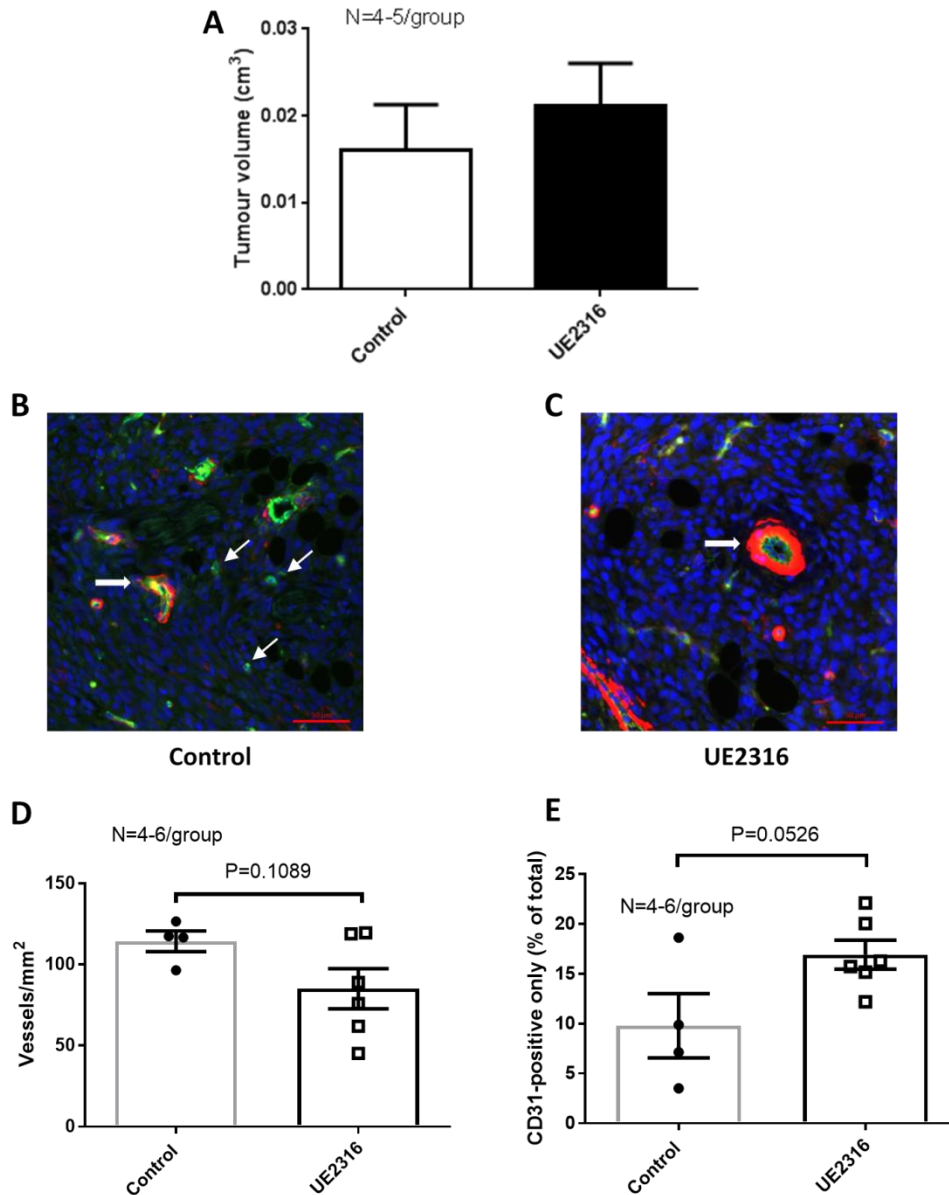 A
N=4-5/group
Tumour volume (cm³)
0.03
0.02
0.01
0.00
Control
UE2316
B
C
Control
UE2316
D
N=4-6/group
P=0.1089
Vessels/mm²
150
100
50
0
Control
UE2316
E
P=0.0526
N=4-6/group
CD31-positive only (% of total)
25
20
15
10
5
0
Control
UE2316